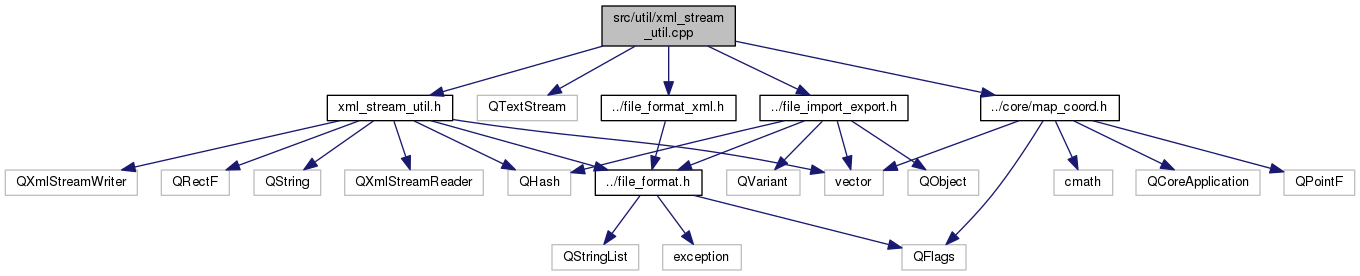 src/util/xml_stream
_util.cpp
xml_stream_util.h
QTextStream
../file_format_xml.h
../file_import_export.h
../core/map_coord.h
QXmlStreamWriter
QRectF
QString
QXmlStreamReader
QHash
../file_format.h
QVariant
vector
QObject
cmath
QCoreApplication
QPointF
QStringList
exception
QFlags